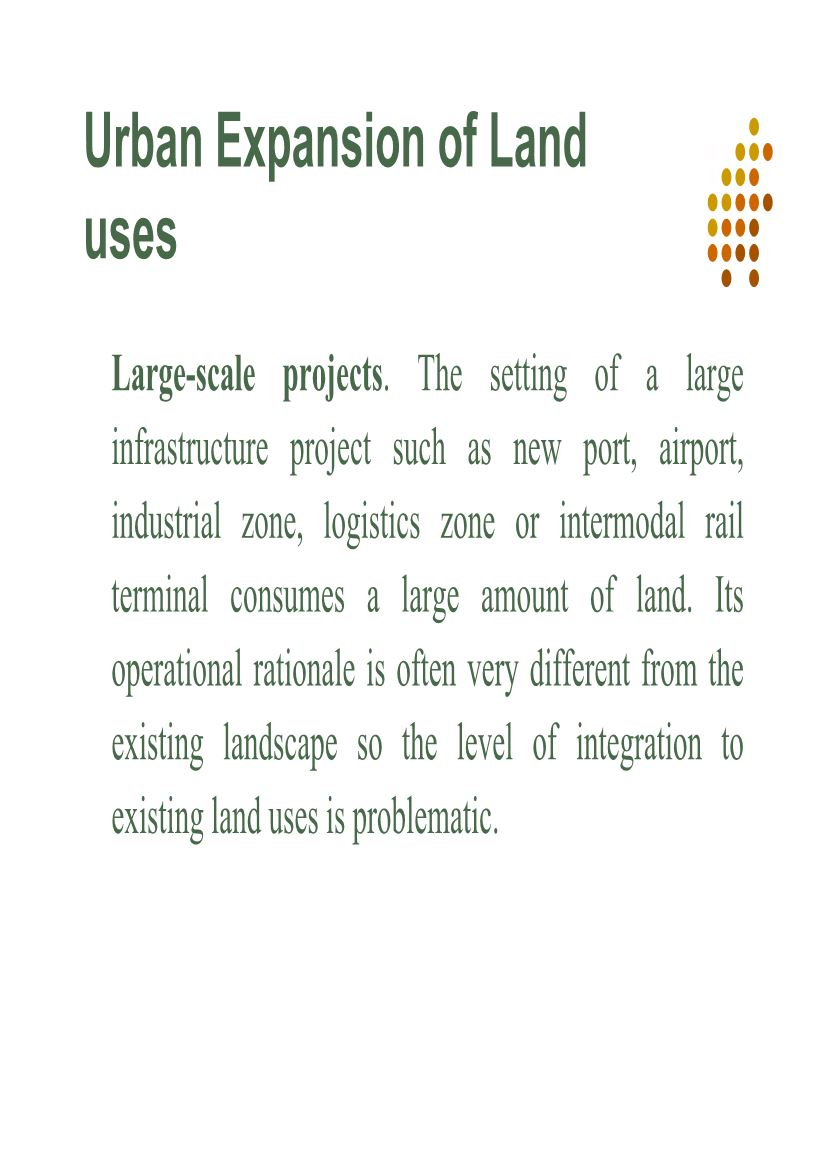 Urban Expansion of Land
uses
Large-scale projects. The setting of a large
infrastructure project such as new port, airport,
industrial zone, logistics zone or intermodal rail
terminal consumes a large amount of land. Its
operational rationale is often very different from the
existing landscape so the level of integration to
existing land uses is problematic.